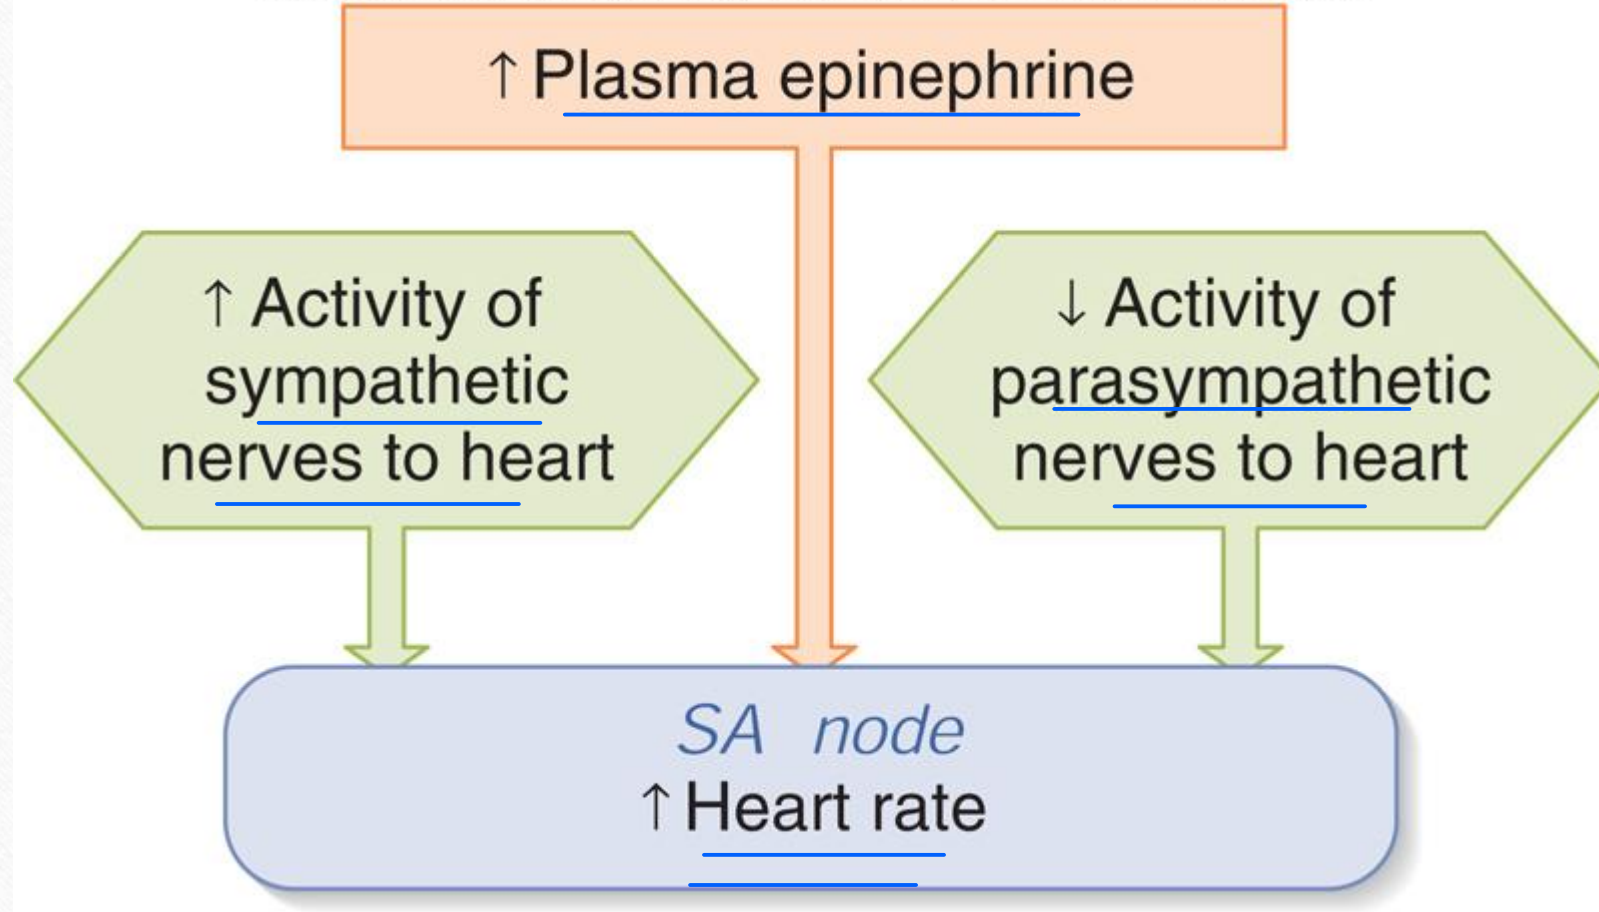 ↑ Plasma epinephrine
↑ Activity of
sympathetic
nerves to heart
↓ Activity of
parasympathetic
nerves to heart
SA node
↑ Heart rate